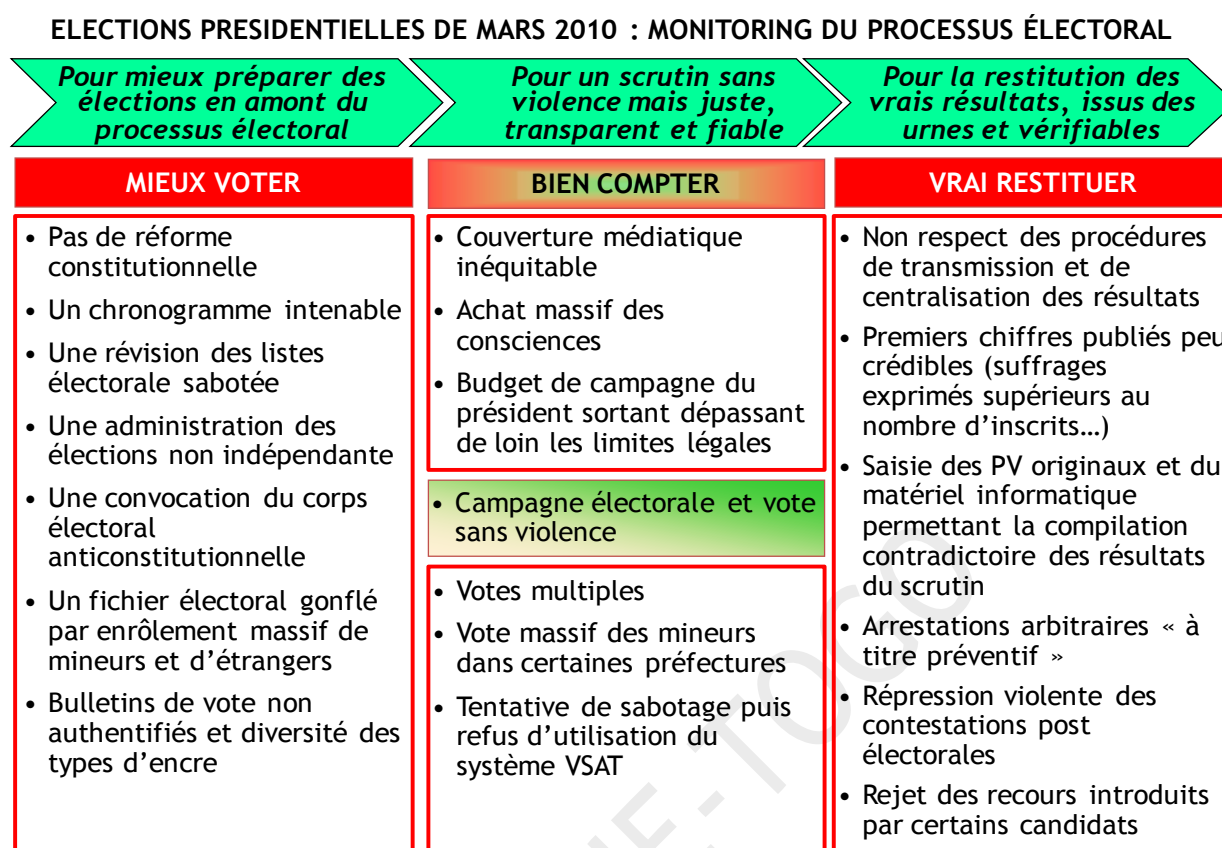 ELECTIONS PRESIDENTIELLES DE MARS 2010 : MONITORING DU PROCESSUS ÉLECTORAL
Pour mieux préparer des
élections en amont du
processus électoral
Pour un scrutin sans
violence mais juste,
transparent et fiable
Pour la restitution des
vrais résultats, issus des
urnes et vérifiables
MIEUX VOTER
• Pas de réforme
constitutionnelle
• Un chronogramme intenable
• Une révision des listes
électorale sabotée
• Une administration des
élections non indépendante
• Une convocation du corps
électoral
anticonstitutionnelle
• Un fichier électoral gonflé
par enrôlement massif de
mineurs et d’étrangers
• Bulletins de vote non
authentifiés et diversité des
types d’encre
BIEN COMPTER
• Couverture médiatique
inéquitable
• Achat massif des
consciences
• Budget de campagne du
président sortant dépassant
de loin les limites légales
• Campagne électorale et vote
sans violence
• Votes multiples
• Vote massif des mineurs
dans certaines préfectures
• Tentative de sabotage puis
refus d’utilisation du
système VSAT
VRAI RESTITUER
• Non respect des procédures
de transmission et de
centralisation des résultats
• Premiers chiffres publiés peu
crédibles (suffrages
exprimés supérieurs au
nombre d’inscrits…)
• Saisie des PV originaux et du
matériel informatique
permettant la compilation
contradictoire des résultats
du scrutin
• Arrestations arbitraires « à
titre préventif »
• Répression violente des
contestations post
électorales
• Rejet des recours introduits
par certains candidats
E-TOGO